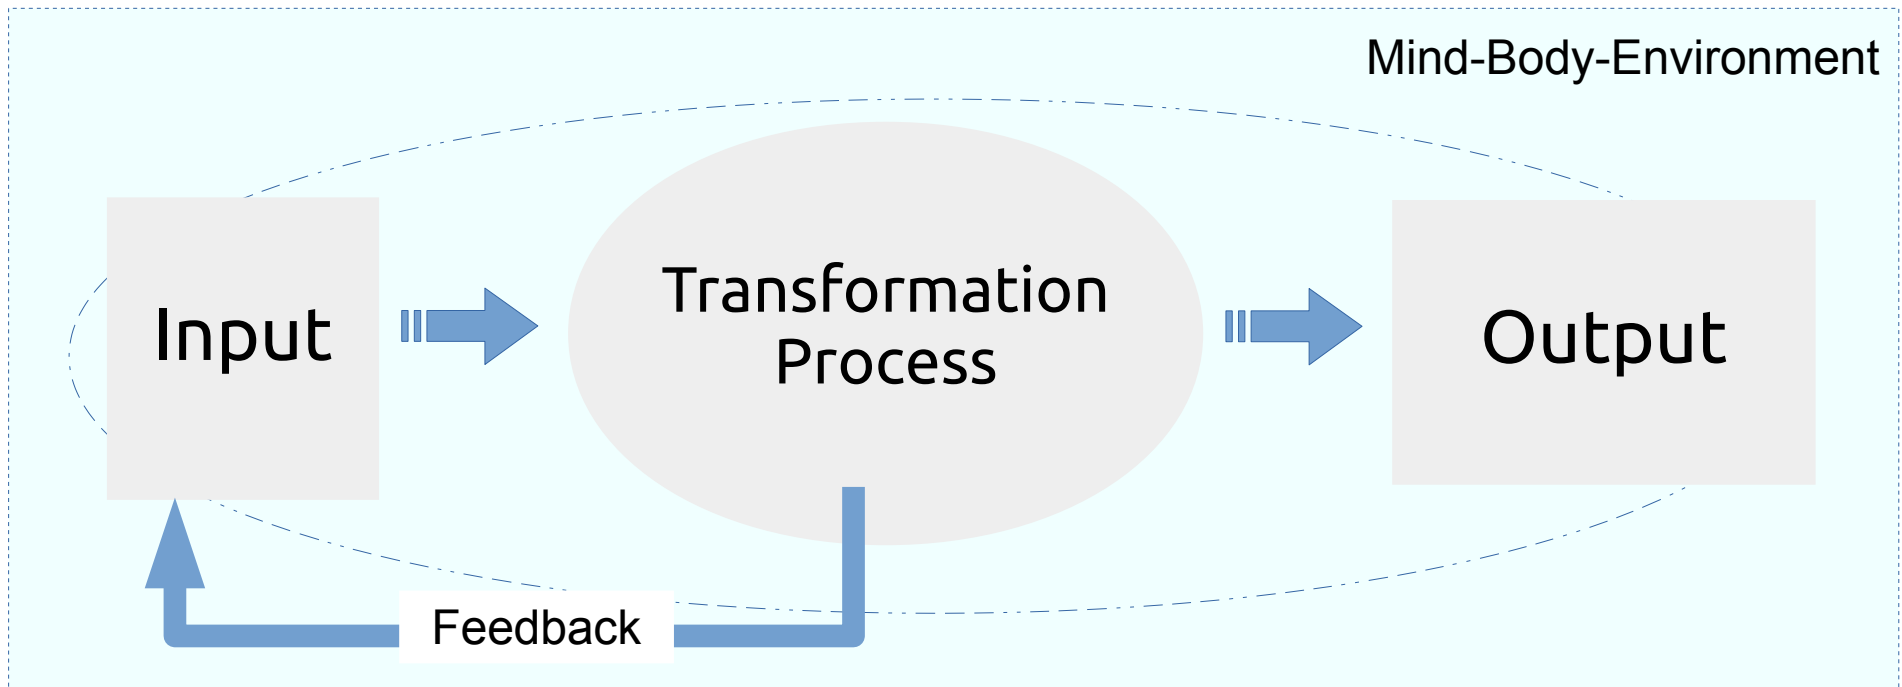 Mind-Body-Environment
Input
Transformation
Process
Output
Feedback